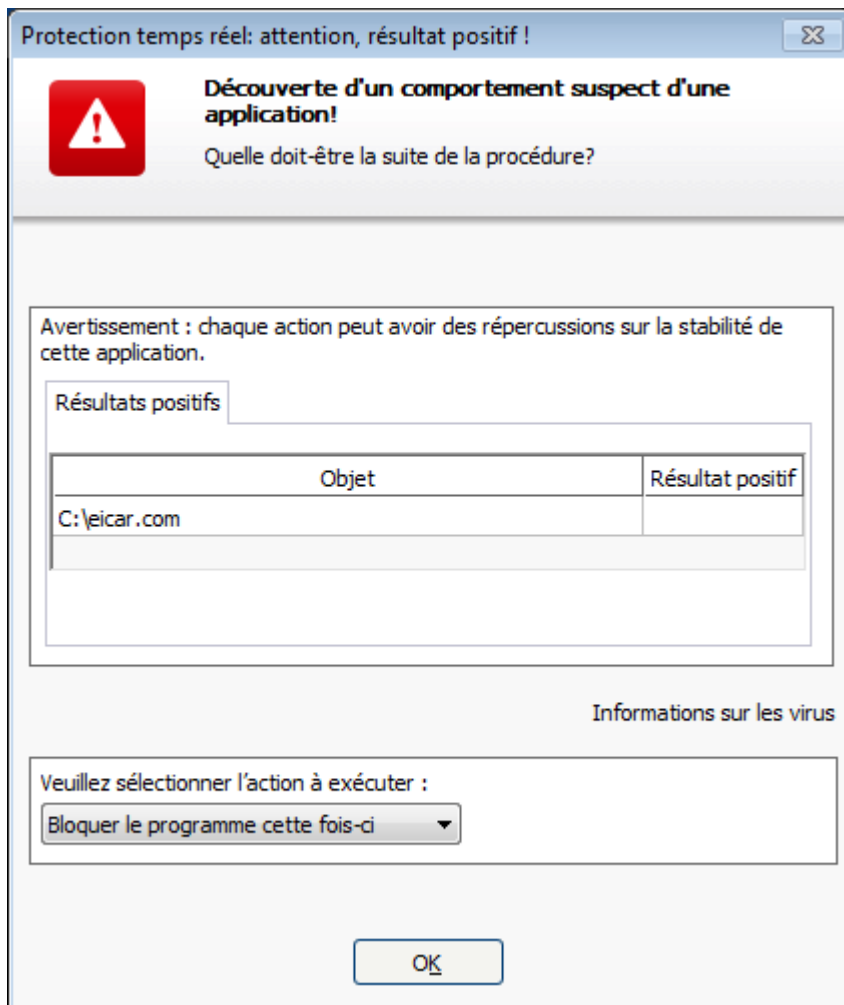 Protection temps réel: attention, résultat positif !
Découverte d'un comportement suspect d'une
application!
Quelle doit-être la suite de la procédure?
Avertissement : chaque action peut avoir des répercussions sur la stabilité de
cette application.
Résultats positifs
Objet Résultat positif
C:\eicar.com
Informations sur les virus
Veuillez sélectionner l'action à exécuter :
Bloquer le programme cette fois-ci
OK